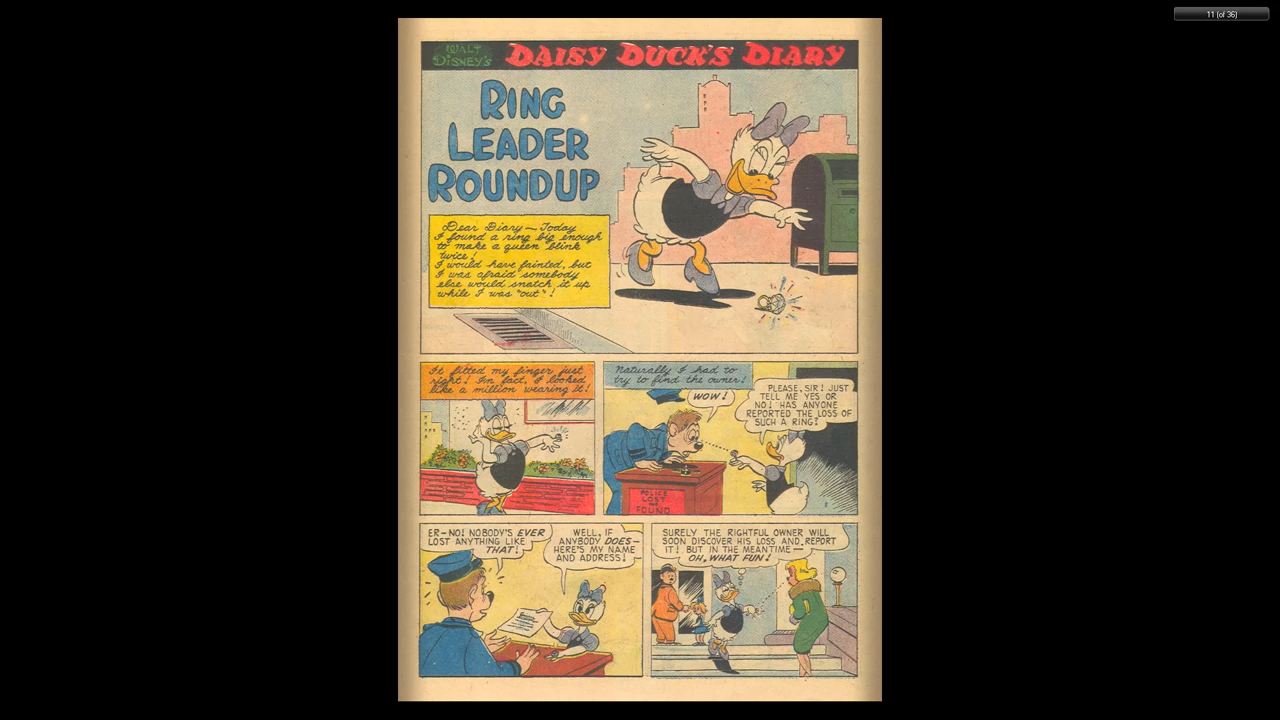 11 (of 36)
WALT
DISNEY'S
DAISY DUCK'S DIARY
RING
LEADER
ROUNDUP
Dear Diary — Today
I found a ring big enough
to make a queen blink
twice!
I would have fainted, but
I was afraid somebody
else would snatch it up
while I was "out"!
It fitted my finger just
right! In fact, I looked
like a million wearing it!
Naturally I had to
try to find the owner!
WOW!
PLEASE, SIR! JUST
TELL ME YES OR
NO! HAS ANYONE
REPORTED THE LOSS OF
SUCH A RING?
POLICE
LOST
AND
FOUND
ER-NO! NOBODY'S EVER
LOST ANYTHING LIKE
THAT!
WELL, IF
ANYBODY DOES—
HERE'S MY NAME
AND ADDRESS!
SURELY THE RIGHTFUL OWNER WILL
SOON DISCOVER HIS LOSS AND REPORT
IT! BUT IN THE MEANTIME —
OH, WHAT FUN!